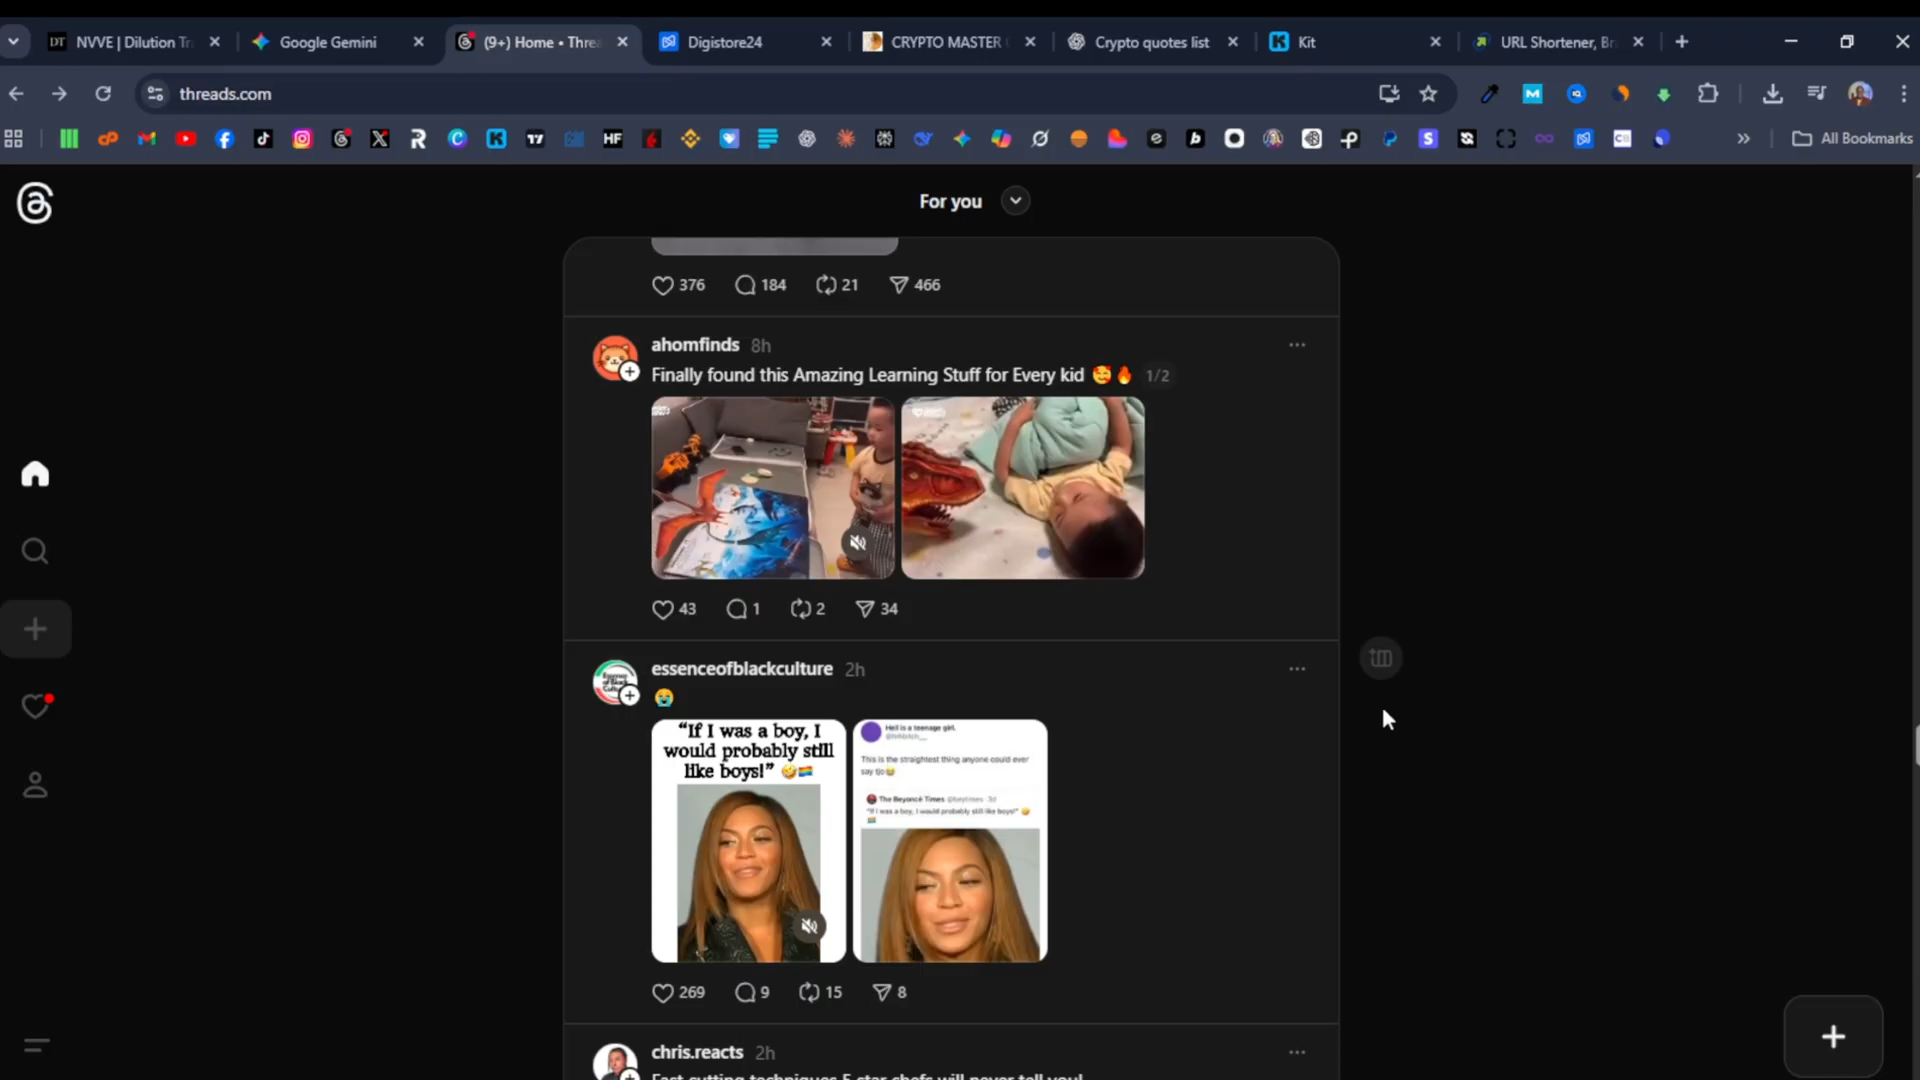 NVVE | Dilution Tr
Google Gemini
(9+) Home • Threa
Digistore24
CRYPTO MASTER
Crypto quotes list
Kit
URL Shortener, Br
threads.com
All Bookmarks
For you
376 184 21 466
ahomfinds 8h
Finally found this Amazing Learning Stuff for Every kid 🥰🔥 1/2
43 1 2 34
essenceofblackculture 2h
😭
“If I was a boy, I
would probably still
like boys!” 🤣🏳️‍🌈
Hell is a teenage girl.
This is the straightest thing anyone could ever
say tjo😂
The Beyoncé Times @beytimes · 3d
"If I was a boy, I would probably still like boys!" 🤣
🏳️‍🌈
269 9 15 8
chris.reacts 2h
Fast cutting techniques 5 star chefs will never tell you!